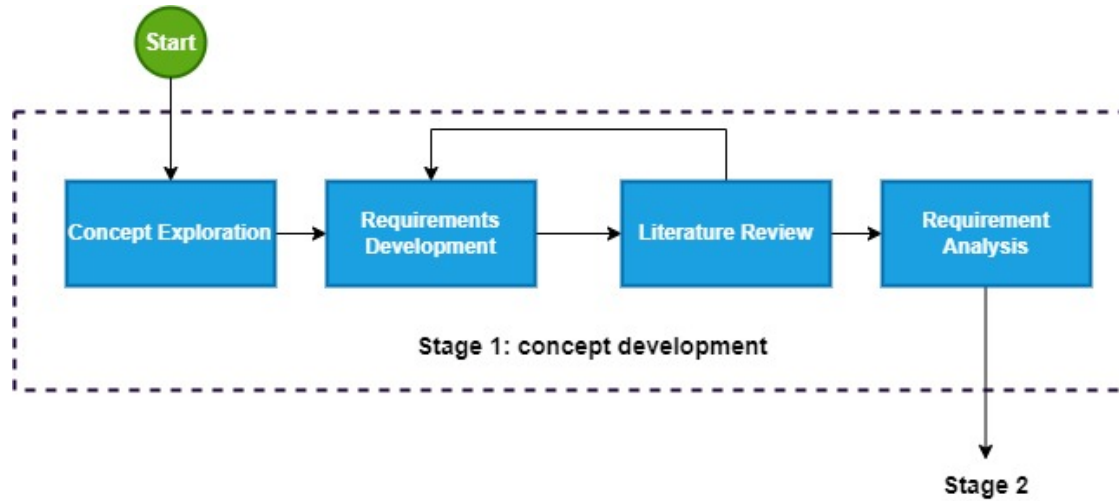 Start
Concept Exploration
Requirements
Development
Literature Review
Requirement
Analysis
Stage 1: concept development
Stage 2